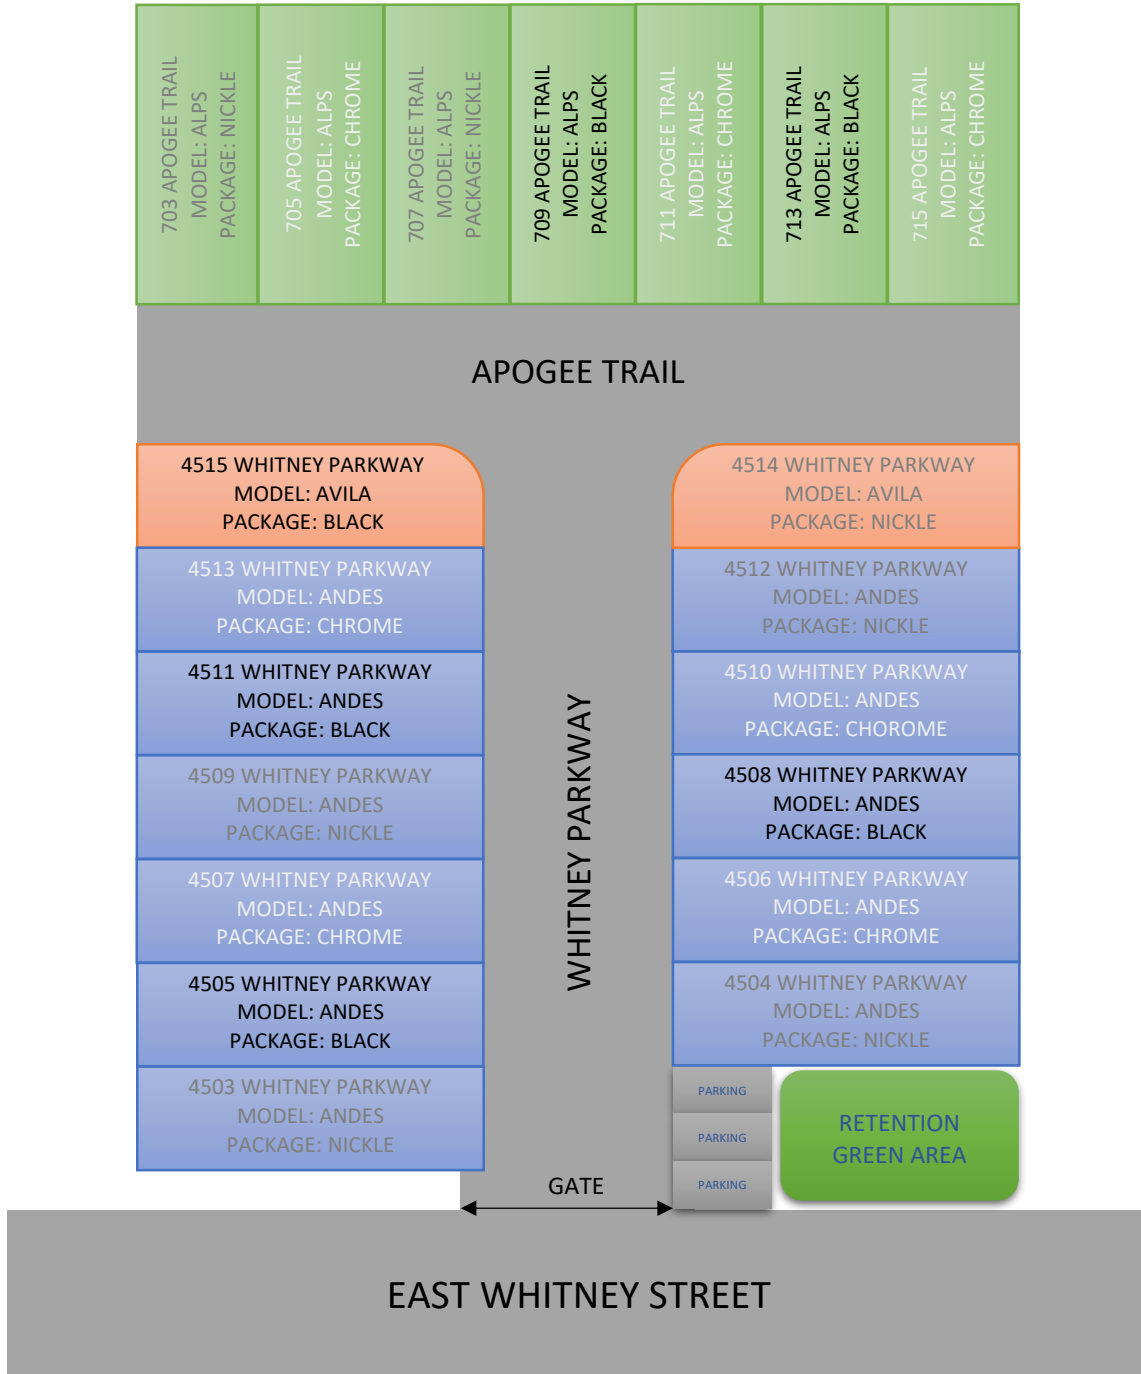 703 APOGEE TRAIL
MODEL: ALPS
PACKAGE: NICKLE
705 APOGEE TRAIL
MODEL: ALPS
PACKAGE: CHROME
707 APOGEE TRAIL
MODEL: ALPS
PACKAGE: NICKLE
709 APOGEE TRAIL
MODEL: ALPS
PACKAGE: BLACK
711 APOGEE TRAIL
MODEL: ALPS
PACKAGE: CHROME
713 APOGEE TRAIL
MODEL: ALPS
PACKAGE: BLACK
715 APOGEE TRAIL
MODEL: ALPS
PACKAGE: CHROME
APOGEE TRAIL
4515 WHITNEY PARKWAY
MODEL: AVILA
PACKAGE: BLACK
4513 WHITNEY PARKWAY
MODEL: ANDES
PACKAGE: CHROME
4511 WHITNEY PARKWAY
MODEL: ANDES
PACKAGE: BLACK
4509 WHITNEY PARKWAY
MODEL: ANDES
PACKAGE: NICKLE
4507 WHITNEY PARKWAY
MODEL: ANDES
PACKAGE: CHROME
4505 WHITNEY PARKWAY
MODEL: ANDES
PACKAGE: BLACK
4503 WHITNEY PARKWAY
MODEL: ANDES
PACKAGE: NICKLE
WHITNEY PARKWAY
4514 WHITNEY PARKWAY
MODEL: AVILA
PACKAGE: NICKLE
4512 WHITNEY PARKWAY
MODEL: ANDES
PACKAGE: NICKLE
4510 WHITNEY PARKWAY
MODEL: ANDES
PACKAGE: CHOROME
4508 WHITNEY PARKWAY
MODEL: ANDES
PACKAGE: BLACK
4506 WHITNEY PARKWAY
MODEL: ANDES
PACKAGE: CHROME
4504 WHITNEY PARKWAY
MODEL: ANDES
PACKAGE: NICKLE
PARKING
PARKING
PARKING
RETENTION
GREEN AREA
GATE
EAST WHITNEY STREET